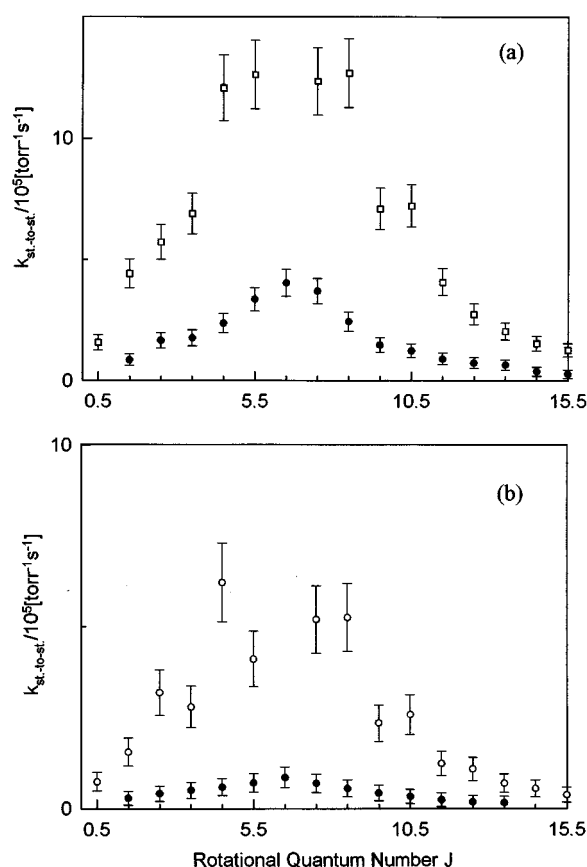 (a)
k_st.-to-st./10^5[torr^-1s^-1]
10
0
0.5 5.5 10.5 15.5
(b)
k_st.-to-st./10^5[torr^-1s^-1]
10
0
0.5 5.5 10.5 15.5
Rotational Quantum Number J